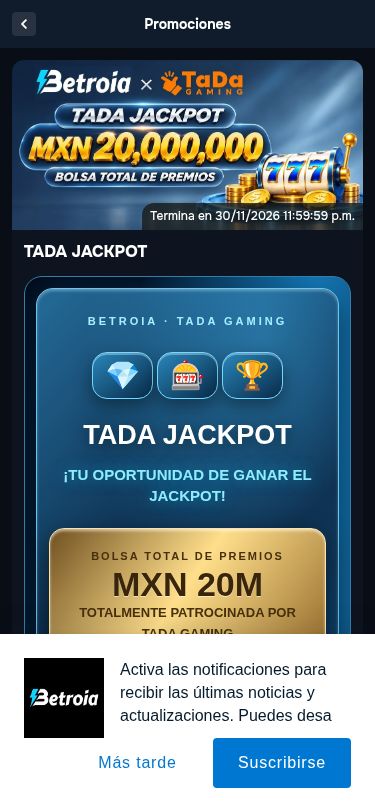 Promociones
Betroia × TaDa GAMING
TADA JACKPOT
MXN 20,000,000
BOLSA TOTAL DE PREMIOS
Termina en 30/11/2026 11:59:59 p.m.
TADA JACKPOT
BETROIA · TADA GAMING
TADA JACKPOT
¡TU OPORTUNIDAD DE GANAR EL
JACKPOT!
BOLSA TOTAL DE PREMIOS
MXN 20M
TOTALMENTE PATROCINADA POR
TADA GAMING
Betroia
Activa las notificaciones para
recibir las últimas noticias y
actualizaciones. Puedes desa
Más tarde
Suscribirse